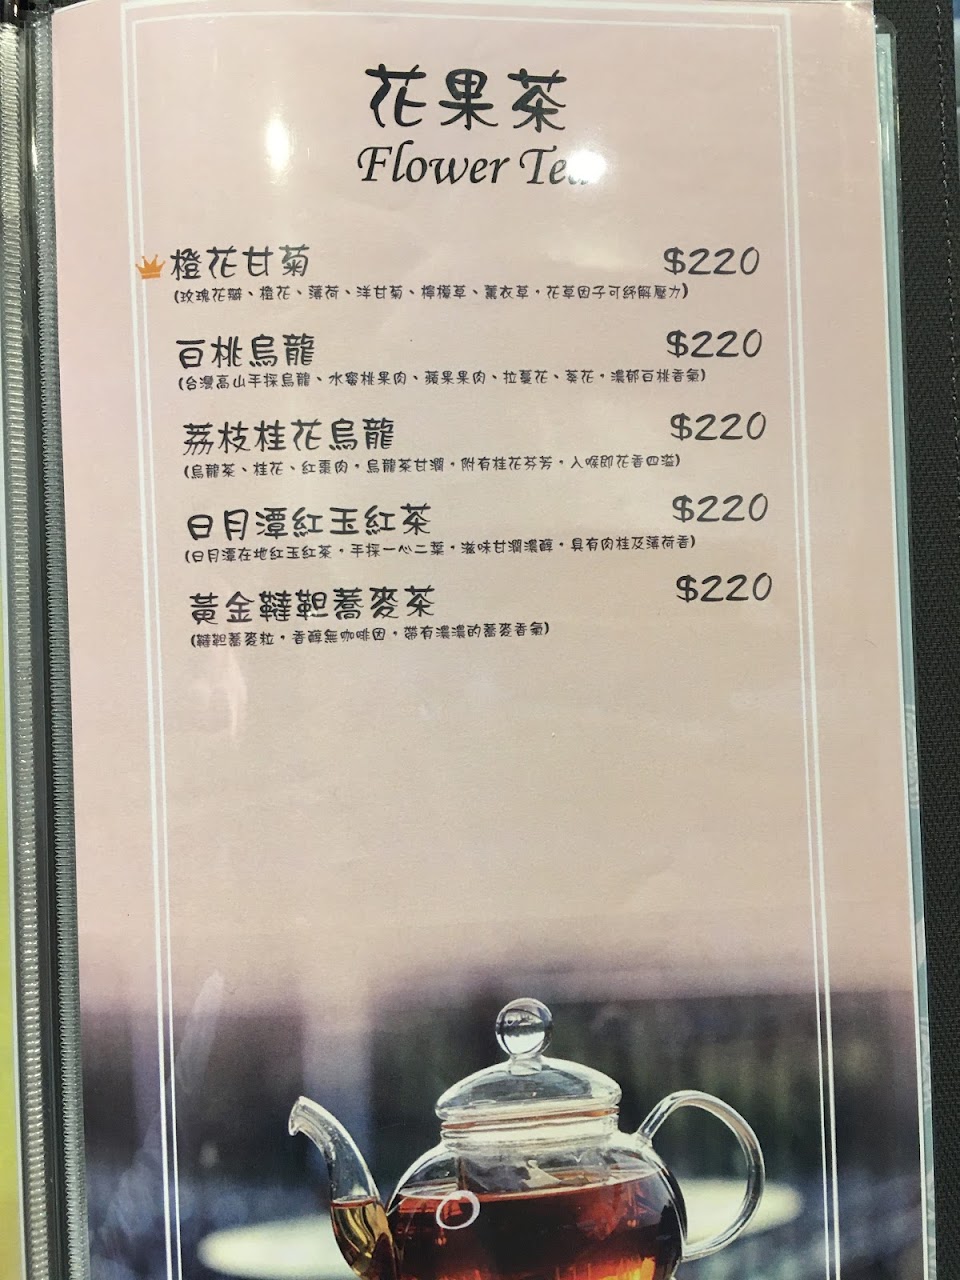 花果茶
Flower Tea
橙花甘菊 $220
(玫瑰花瓣、橙花、薄荷、洋甘菊、檸檬草、薰衣草，花草因子可紓解壓力)
白桃烏龍 $220
(台灣高山手採烏龍、水蜜桃果肉、蘋果果肉、拉蔓花、葵花，濃郁白桃香氣)
荔枝桂花烏龍 $220
(烏龍茶、桂花、紅棗肉，烏龍茶甘潤，附有桂花芬芳，入喉即花香四溢)
日月潭紅玉紅茶 $220
(日月潭在地紅玉紅茶，手採一心二葉，滋味甘潤濃醇，具有肉桂及薄荷香)
黃金韃靼蕎麥茶 $220
(韃靼蕎麥粒，香醇無咖啡因，帶有濃濃的蕎麥香氣)